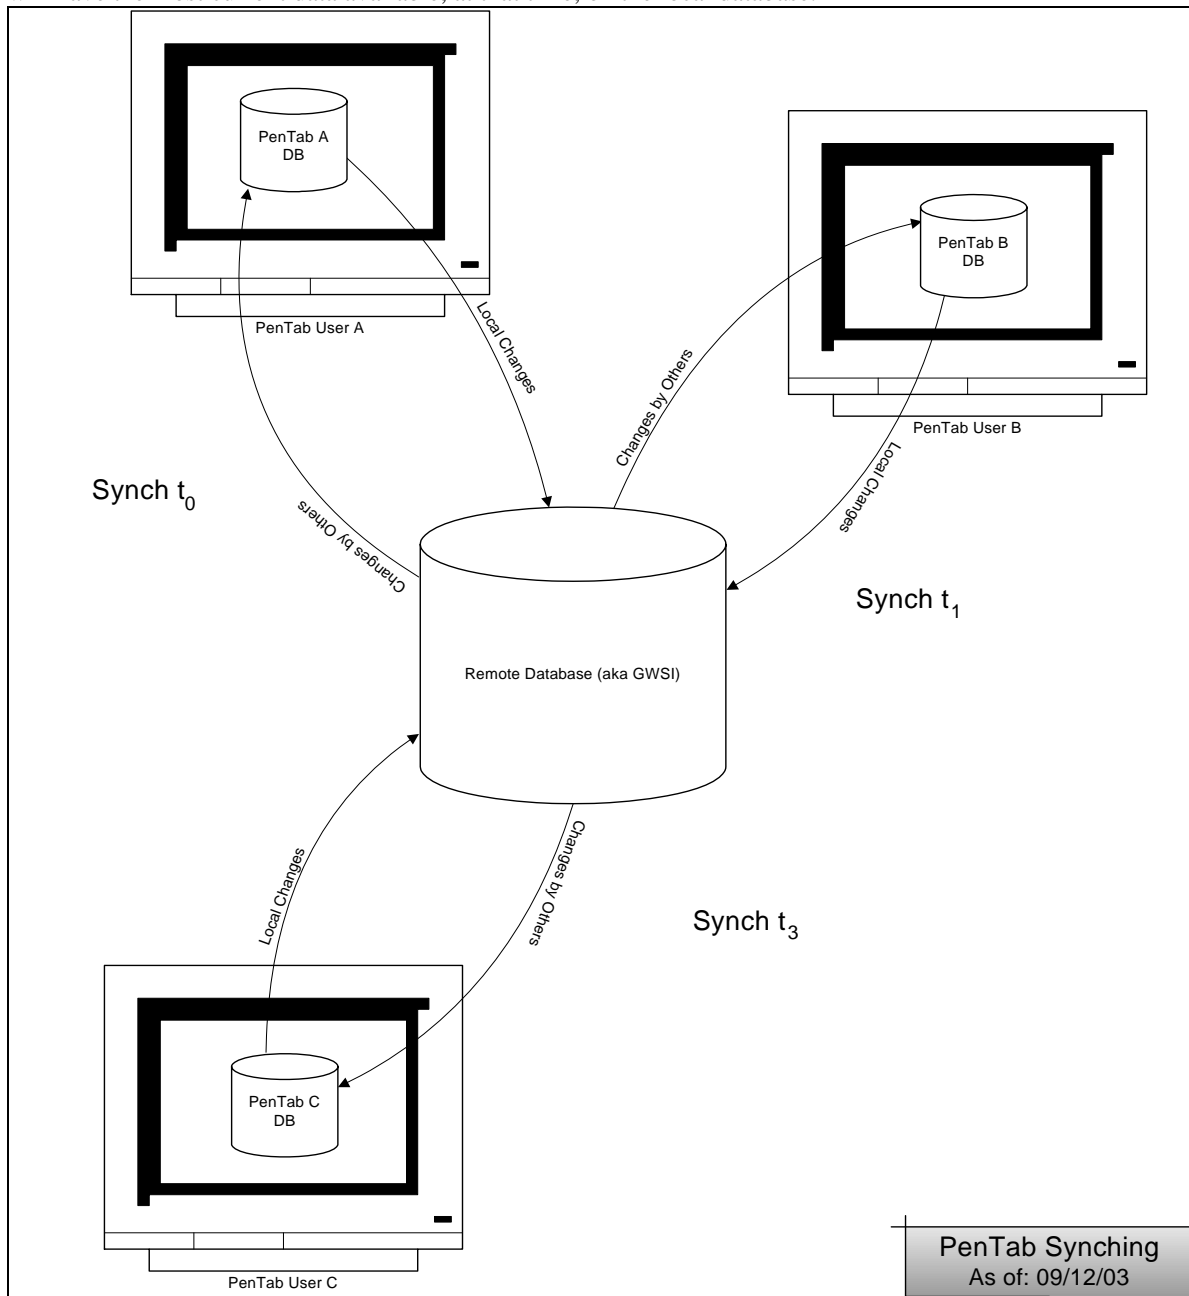 PenTab A
DB
PenTab User A
PenTab B
DB
PenTab User B
Local Changes
Changes by Others
Changes by Others
Local Changes
Synch t0
Synch t1
Remote Database (aka GWSI)
Local Changes
Changes by Others
Synch t3
PenTab C
DB
PenTab User C
PenTab Synching
As of: 09/12/03